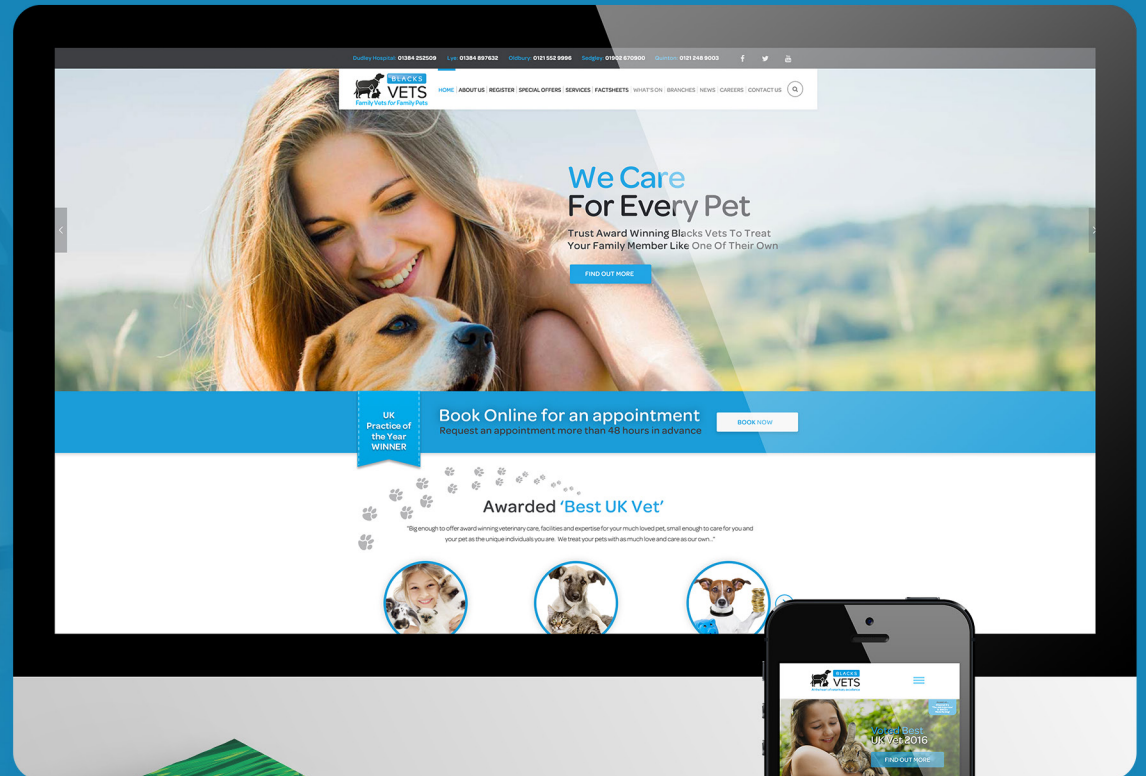 Dudley Hospital: 01384 252509 Lye: 01384 897632 Oldbury: 0121 552 9996 Sedgley: 01902 670900 Quinton: 0121 248 9003
BLACKS
VETS
Family Vets for Family Pets
HOME ABOUT US REGISTER SPECIAL OFFERS SERVICES FACTSHEETS WHAT'S ON BRANCHES NEWS CAREERS CONTACT US
We Care
For Every Pet
Trust Award Winning Blacks Vets To Treat
Your Family Member Like One Of Their Own
FIND OUT MORE
UK
Practice of
the Year
WINNER
Book Online for an appointment
Request an appointment more than 48 hours in advance
BOOK NOW
Awarded ‘Best UK Vet’
"Big enough to offer award winning veterinary care, facilities and expertise for your much loved pet, small enough to care for you and
your pet as the unique individuals you are. We treat your pets with as much love and care as our own..."
BLACKS
VETS
Voted Best
UK Vet 2016
FIND OUT MORE